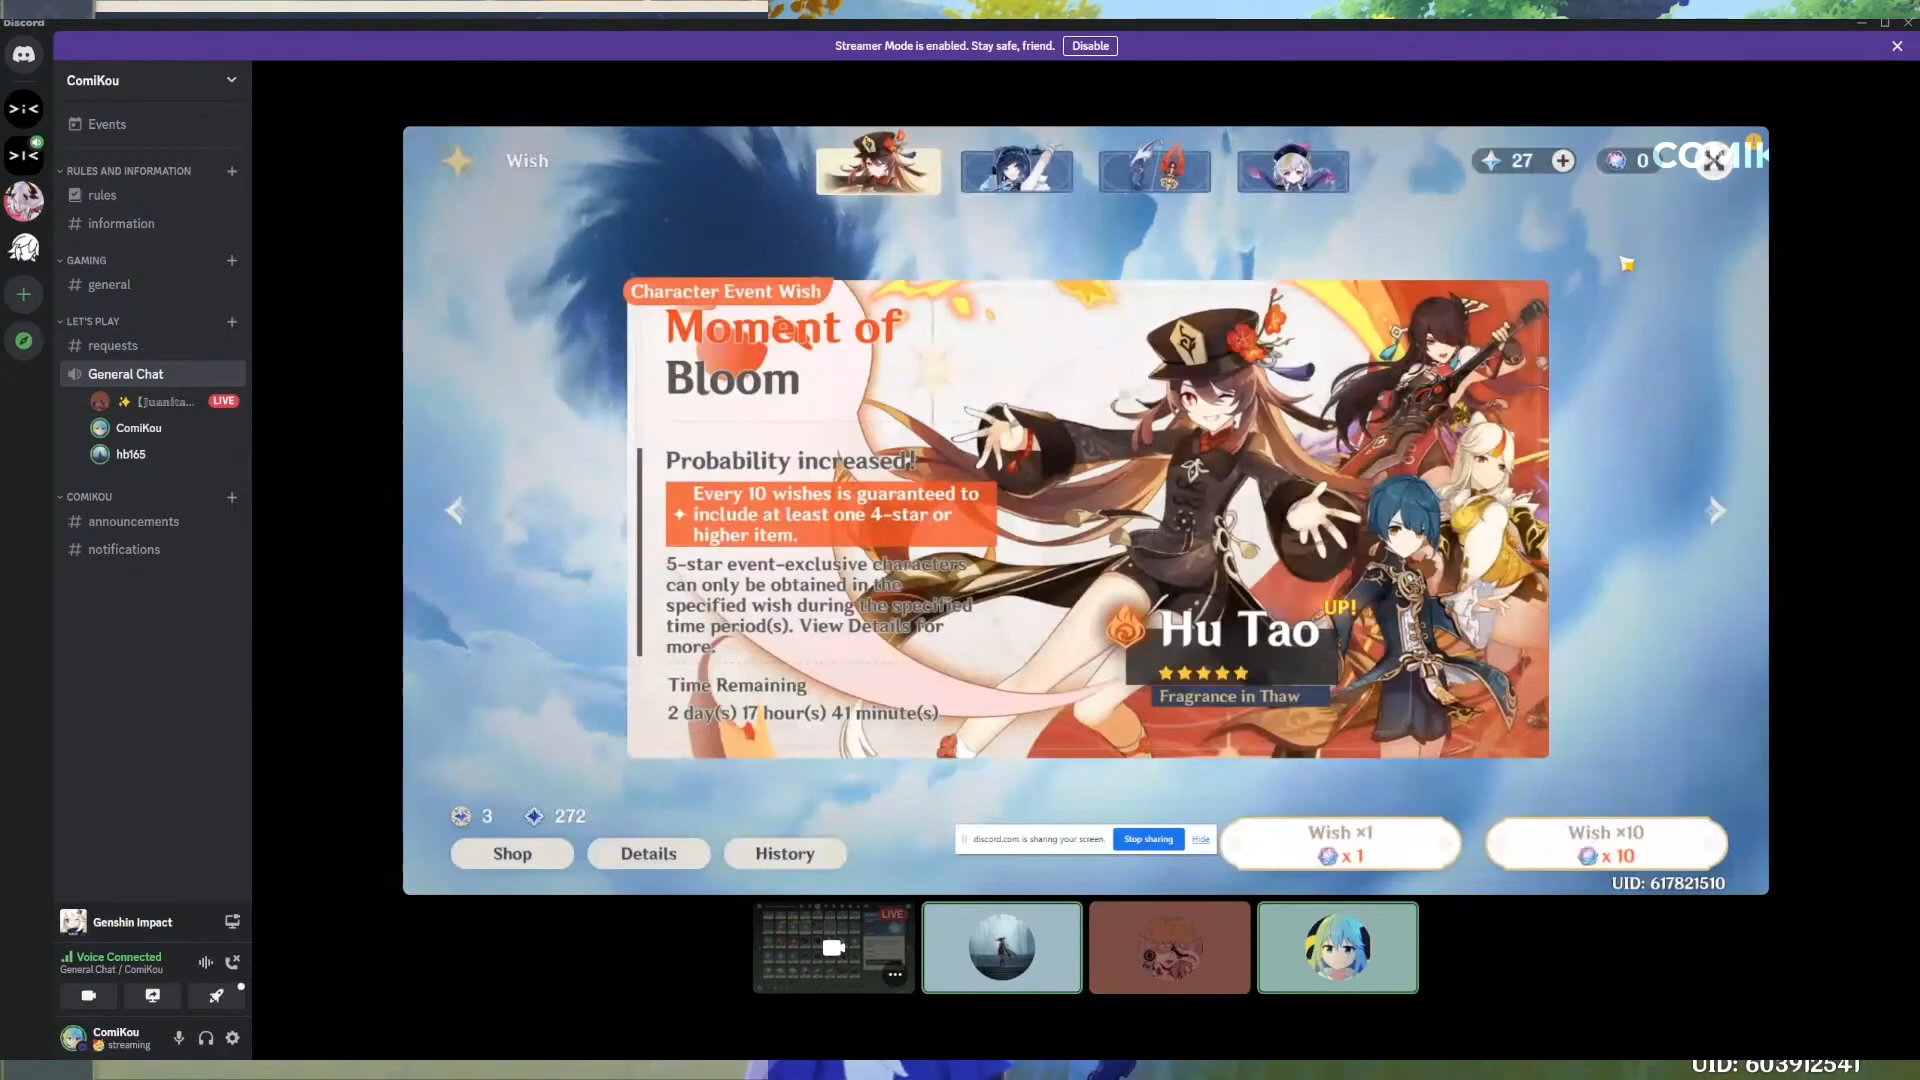 Discord
Streamer Mode is enabled. Stay safe, friend.
Disable
ComiKou
Events
RULES AND INFORMATION
rules
information
GAMING
general
LET'S PLAY
requests
General Chat
LIVE
ComiKou
hb165
COMIKOU
announcements
notifications
Genshin Impact
Voice Connected
General Chat / ComiKou
ComiKou
streaming
Wish
27
0
COMIK
Character Event Wish
Moment of
Bloom
Probability increased!
Every 10 wishes is guaranteed to
include at least one 4-star or
higher item.
5-star event-exclusive characters
can only be obtained in the
specified wish during the specified
time period(s). View Details for
more.
Time Remaining
2 day(s) 17 hour(s) 41 minute(s)
UP!
Hu Tao
Fragrance in Thaw
3
272
Shop
Details
History
discord.com is sharing your screen.
Stop sharing
Hide
Wish ×1
x 1
Wish ×10
x 10
UID: 617821510
LIVE
UID: 603912541